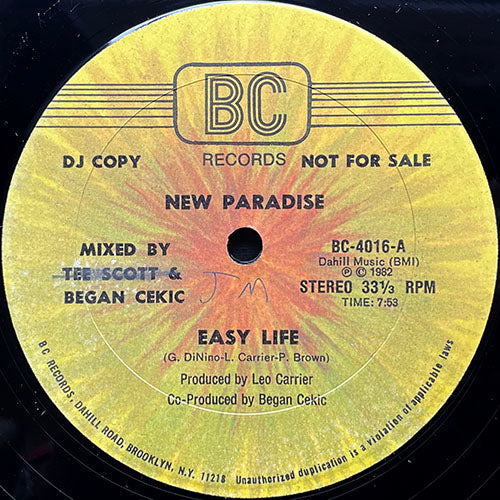 BC
RECORDS
DJ COPY
NOT FOR SALE
NEW PARADISE
MIXED BY
TEE SCOTT &
BEGAN CEKIC
JM
BC-4016-A
Dahill Music (BMI)
Ⓟ © 1982
STEREO 33⅓ RPM
TIME: 7:53
EASY LIFE
(G. DiNino-L. Carrier-P. Brown)
Produced by Leo Carrier
Co-Produced by Began Cekic
BC RECORDS, DAHILL ROAD, BROOKLYN, N.Y. 11218 Unauthorized duplication is a violation of applicable laws